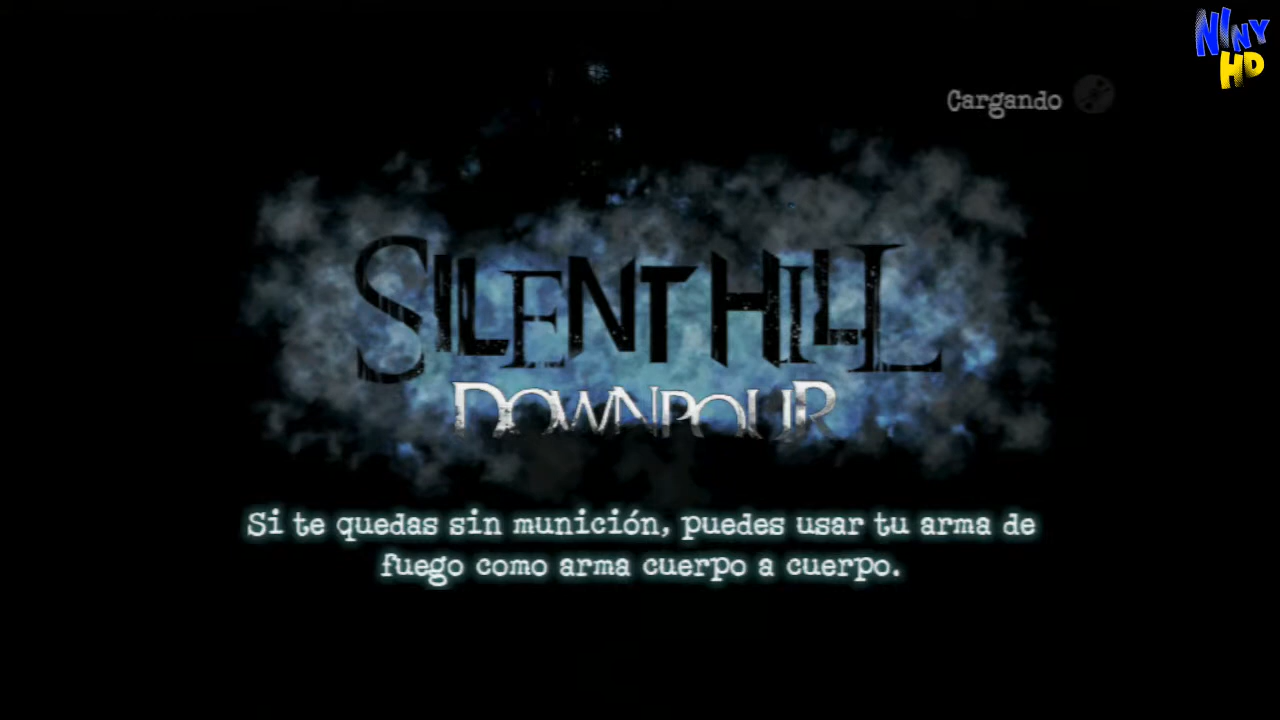 NINY
HD
Cargando
SILENT HILL
DOWNPOUR
Si te quedas sin munición, puedes usar tu arma de
fuego como arma cuerpo a cuerpo.